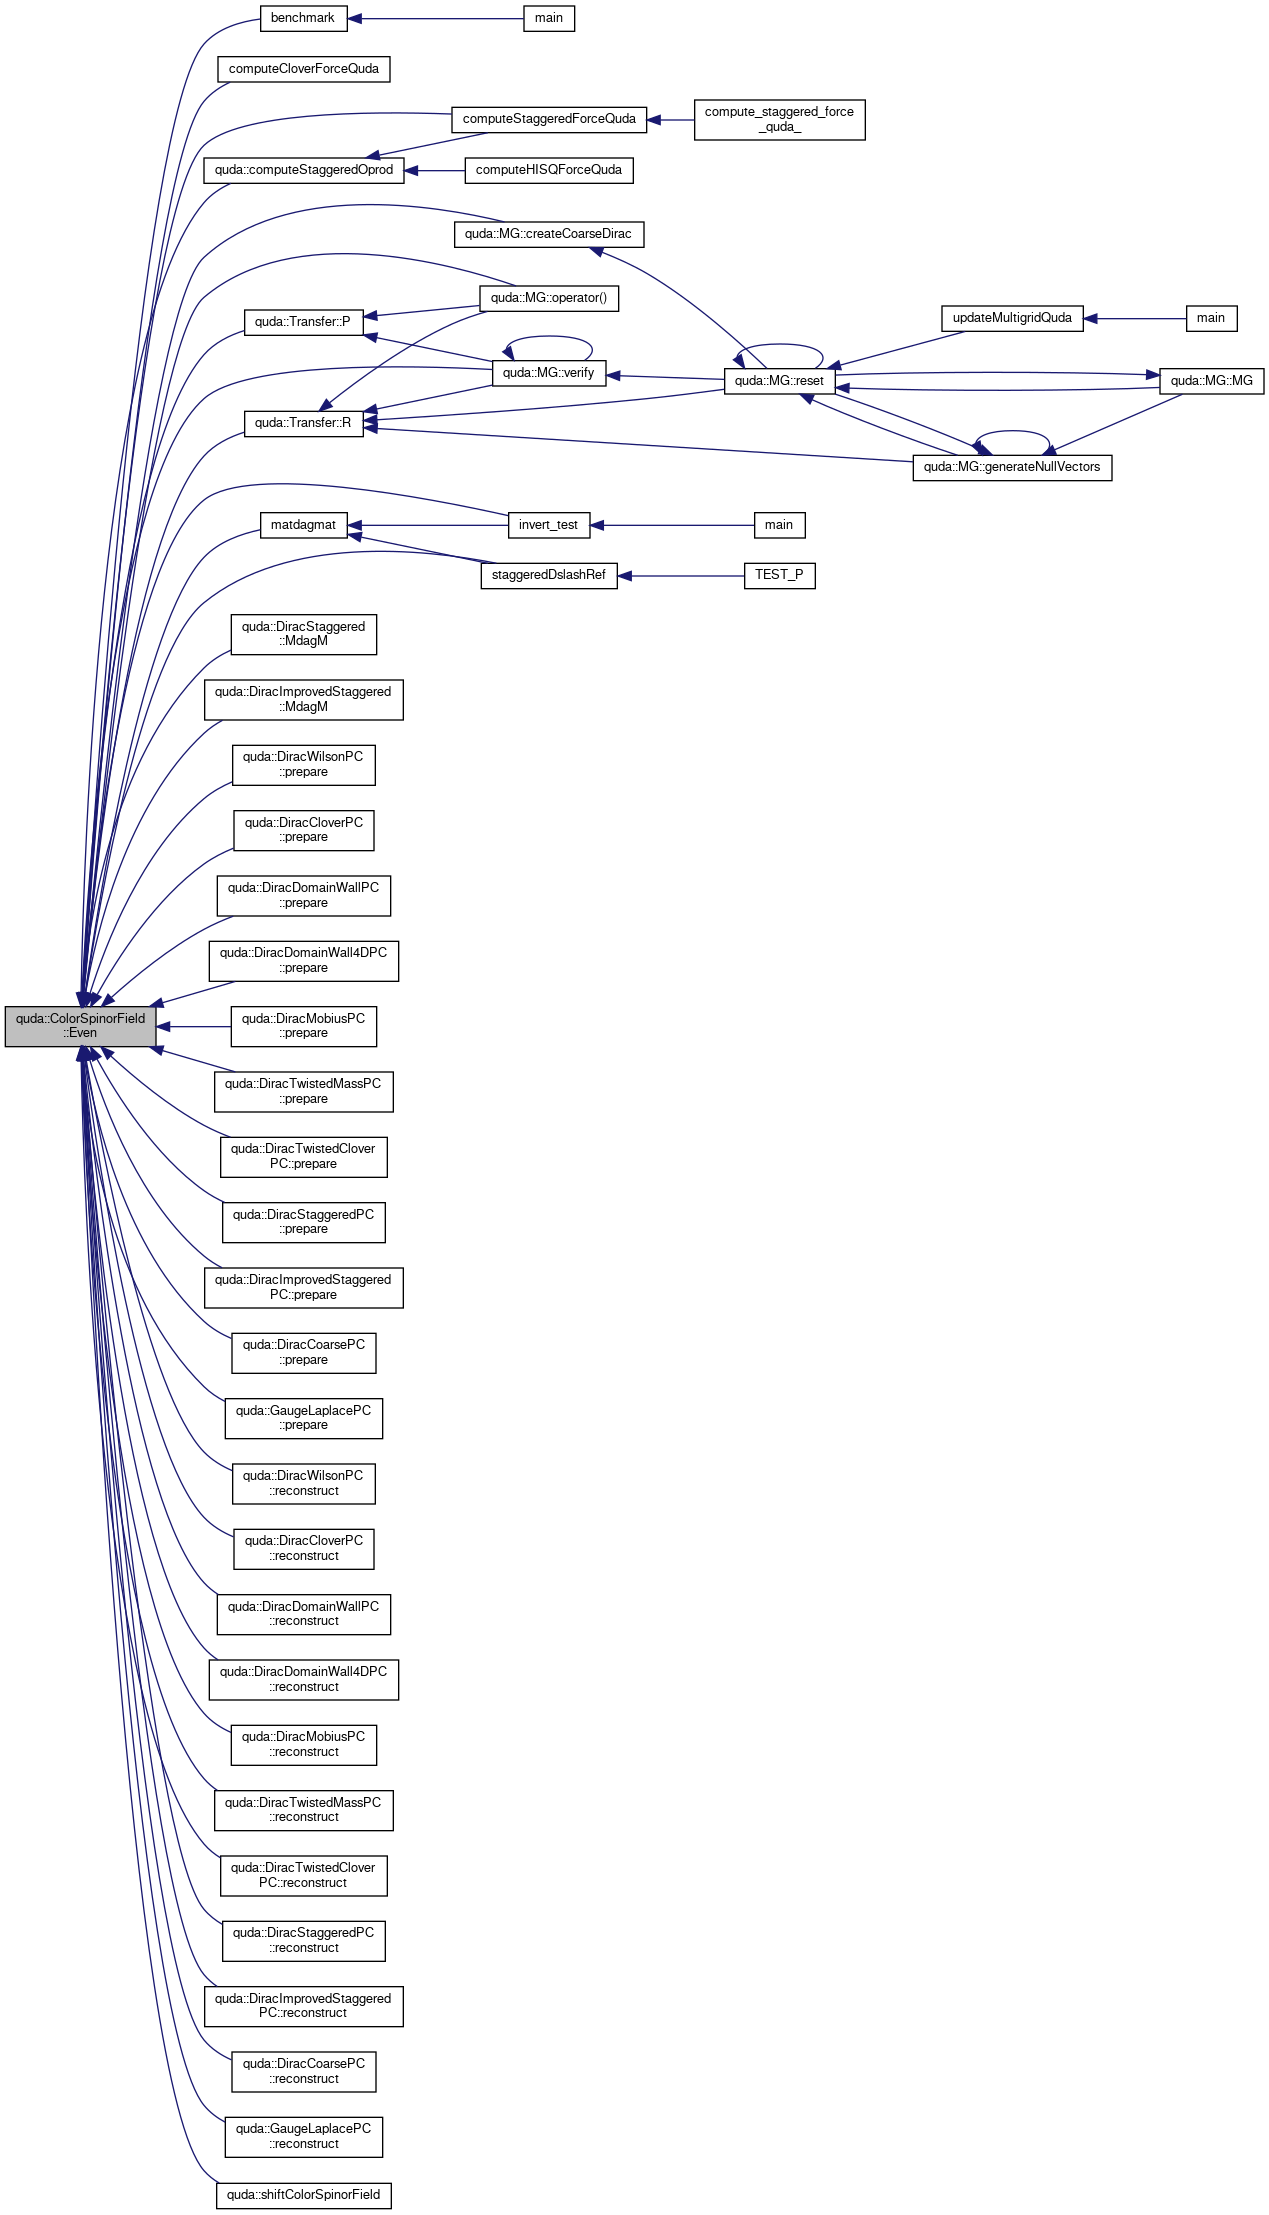 benchmark
main
computeCloverForceQuda
computeStaggeredForceQuda
compute_staggered_force
_quda_
quda::computeStaggeredOprod
computeHISQForceQuda
quda::MG::createCoarseDirac
quda::MG::operator()
quda::Transfer::P
updateMultigridQuda
main
quda::MG::verify
quda::MG::reset
quda::MG::MG
quda::Transfer::R
quda::MG::generateNullVectors
matdagmat
invert_test
main
staggeredDslashRef
TEST_P
quda::DiracStaggered
::MdagM
quda::DiracImprovedStaggered
::MdagM
quda::DiracWilsonPC
::prepare
quda::DiracCloverPC
::prepare
quda::DiracDomainWallPC
::prepare
quda::DiracDomainWall4DPC
::prepare
quda::ColorSpinorField
::Even
quda::DiracMobiusPC
::prepare
quda::DiracTwistedMassPC
::prepare
quda::DiracTwistedClover
PC::prepare
quda::DiracStaggeredPC
::prepare
quda::DiracImprovedStaggered
PC::prepare
quda::DiracCoarsePC
::prepare
quda::GaugeLaplacePC
::prepare
quda::DiracWilsonPC
::reconstruct
quda::DiracCloverPC
::reconstruct
quda::DiracDomainWallPC
::reconstruct
quda::DiracDomainWall4DPC
::reconstruct
quda::DiracMobiusPC
::reconstruct
quda::DiracTwistedMassPC
::reconstruct
quda::DiracTwistedClover
PC::reconstruct
quda::DiracStaggeredPC
::reconstruct
quda::DiracImprovedStaggered
PC::reconstruct
quda::DiracCoarsePC
::reconstruct
quda::GaugeLaplacePC
::reconstruct
quda::shiftColorSpinorField